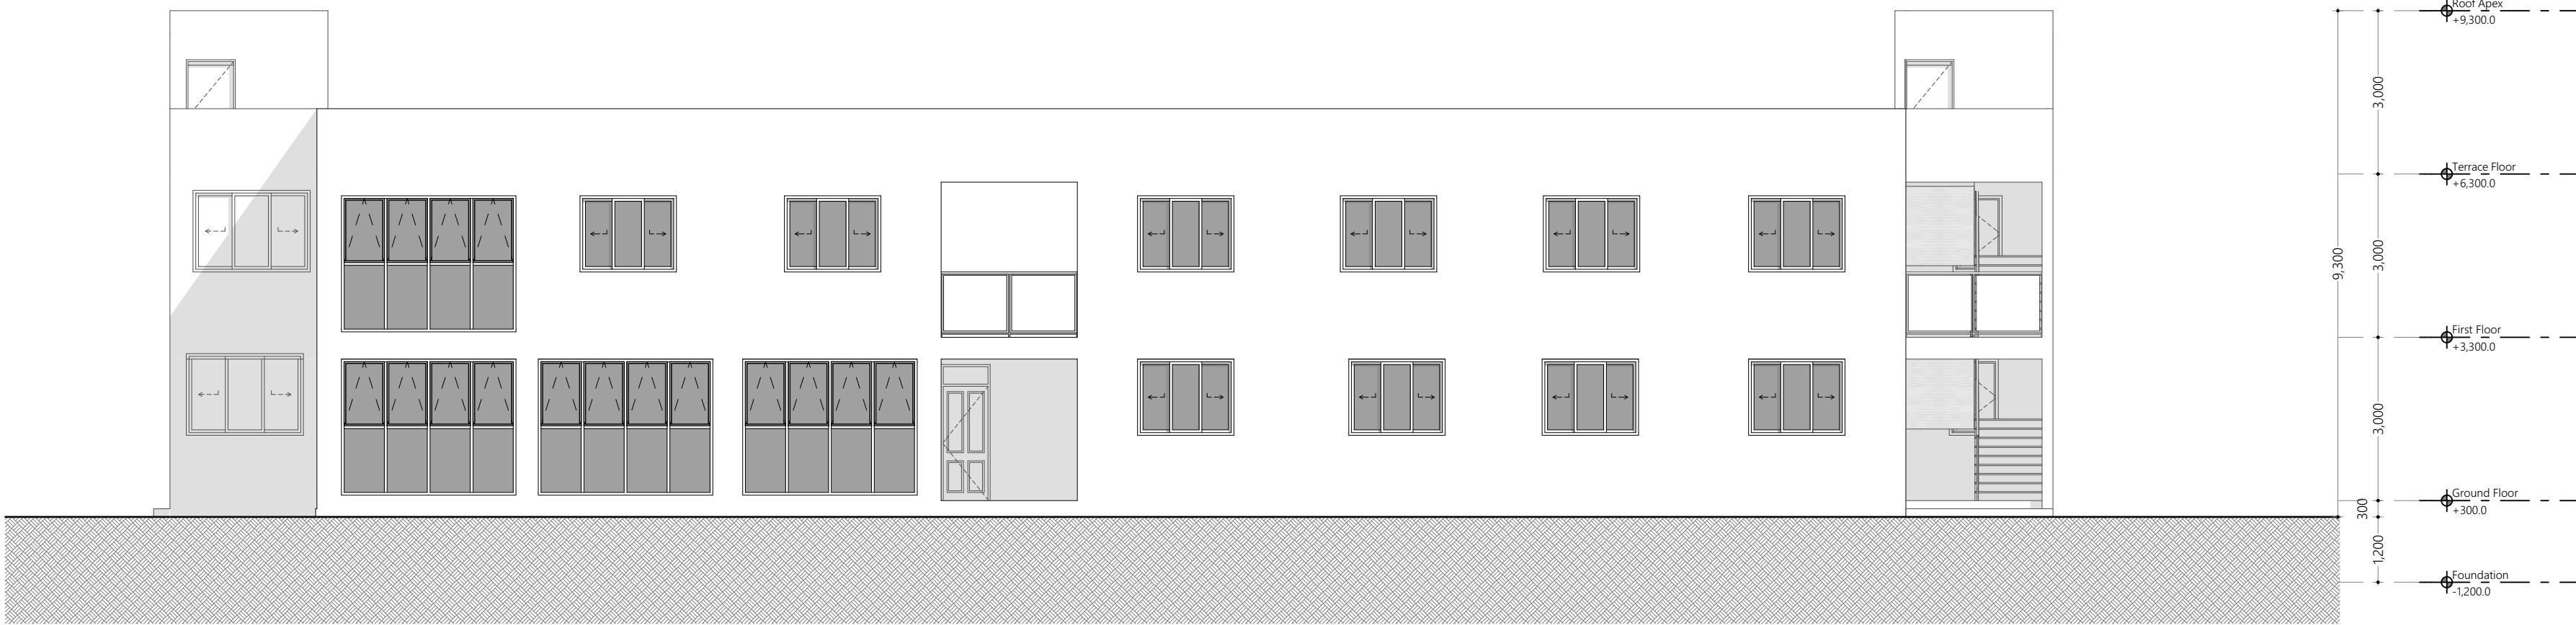 Roof Apex
+9,300.0
3,000
Terrace Floor
+6,300.0
9,300
3,000
First Floor
+3,300.0
3,000
Ground Floor
+300.0
300
1,200
Foundation
-1,200.0